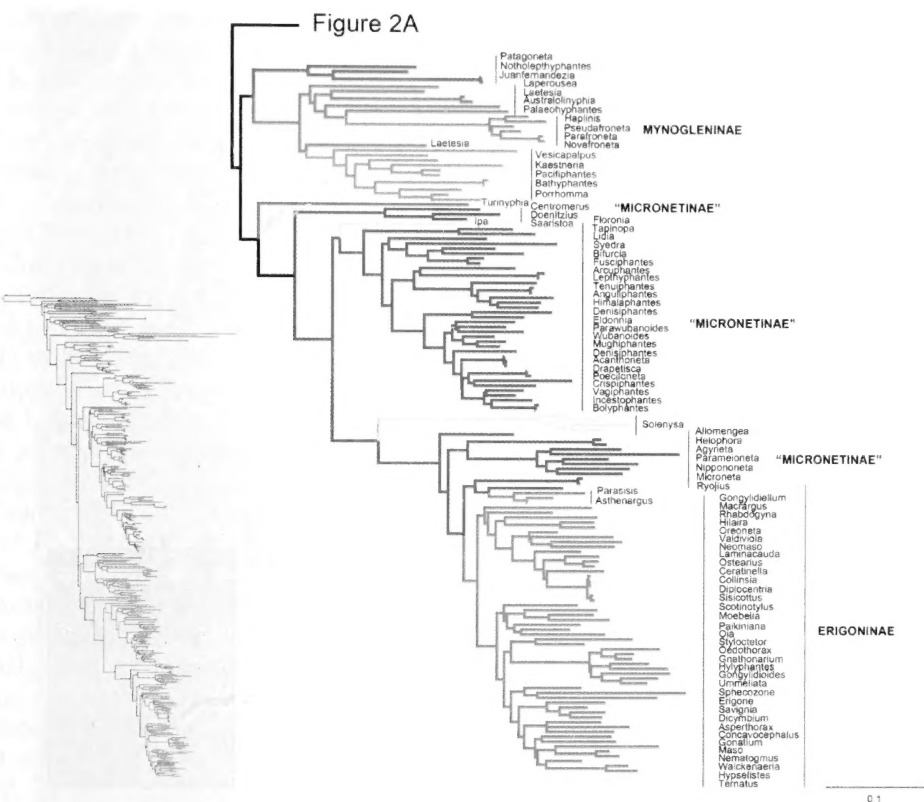 Figure 2A
Patagoneta
Notholepthyphantes
Juanfernandezia
Laperousea
Laetesia
Australolinyphia
Palaeohyphantes
Haplinis
Pseudafroneta
MYNOGLENINAE
Parafroneta
Novafroneta
Laetesia
Vesicapalpus
Kaestneria
Pacifiphantes
Bathyphantes
Porrhomma
Turinyphia
Centromerus
"MICRONETINAE"
Doenitzius
Ipa
Saaristoa
Floronia
Tapinopa
Lidia
Syedra
Bifurcia
Fusciphantes
Arcuphantes
Lepthyphantes
Tenuiphantes
Anguliphantes
Himalaphantes
Denisiphantes
Eldonnia
Parawubanoides
"MICRONETINAE"
Wubanoides
Mughiphantes
Denisiphantes
Acanthoneta
Drapetisca
Poeciloneta
Crispiphantes
Vagiphantes
Incestophantes
Bolyphantes
Solenysa
Allomengea
Helophora
Agyneta
Parameioneta
"MICRONETINAE"
Nippononeta
Microneta
Ryojius
Parasisis
Asthenargus
Gongylidiellum
Macrargus
Rhabdogyna
Hilaira
Oreoneta
Valdiviola
Neomaso
Laminacauda
Ostearius
Ceratinella
Collinsia
Diplocentria
Sisicottus
Scotinotylus
Moebelia
Paikiniana
ERIGONINAE
Oia
Styloctetor
Oedothorax
Gnathonarium
Hylyphantes
Gongylidioides
Ummeliata
Sphecozone
Erigone
Savignia
Dicymbium
Asperthorax
Concavocephalus
Gonatium
Maso
Nematogmus
Walckenaeria
Hypselistes
Ternatus
0.1